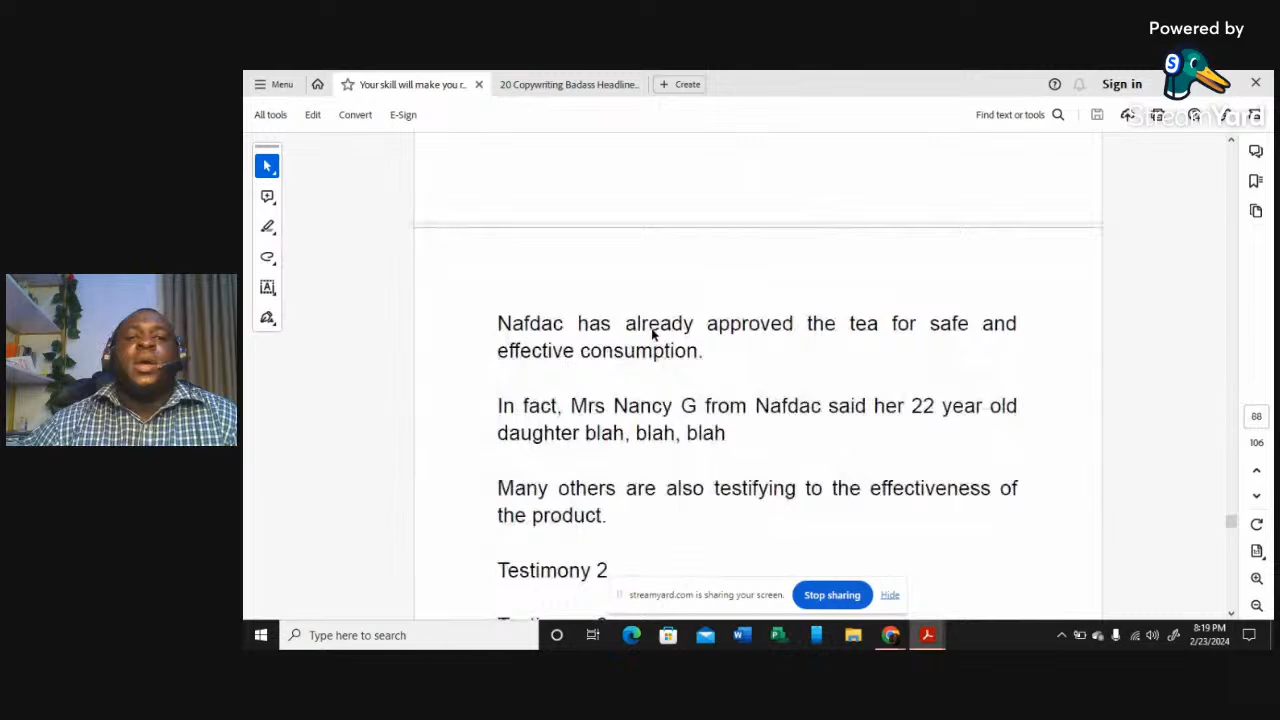 Powered by
S
StreamYard
Menu
Your skill will make you r...
20 Copywriting Badass Headline...
Create
Sign in
All tools
Edit
Convert
E-Sign
Find text or tools
Nafdac has already approved the tea for safe and
effective consumption.
In fact, Mrs Nancy G from Nafdac said her 22 year old
daughter blah, blah, blah
Many others are also testifying to the effectiveness of
the product.
Testimony 2
88
106
streamyard.com is sharing your screen.
Stop sharing
Hide
Type here to search
8:19 PM
2/23/2024